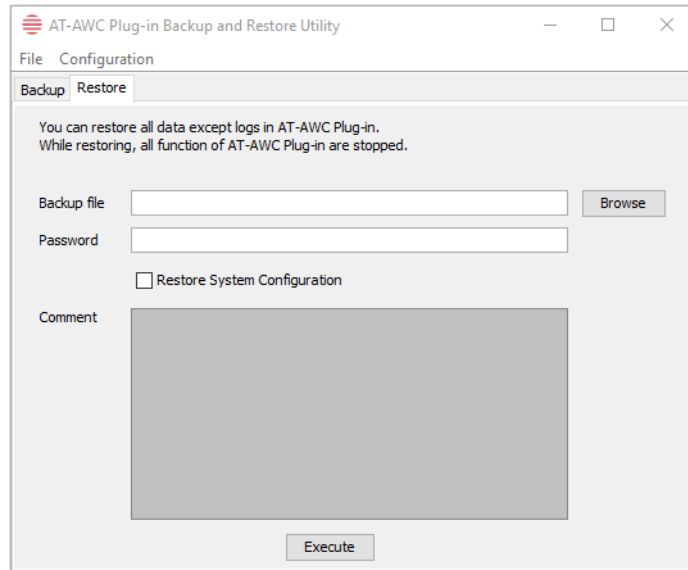 AT-AWC Plug-in Backup and Restore Utility
File Configuration
Backup Restore
You can restore all data except logs in AT-AWC Plug-in.
While restoring, all function of AT-AWC Plug-in are stopped.
Backup file Browse
Password
Restore System Configuration
Comment
Execute